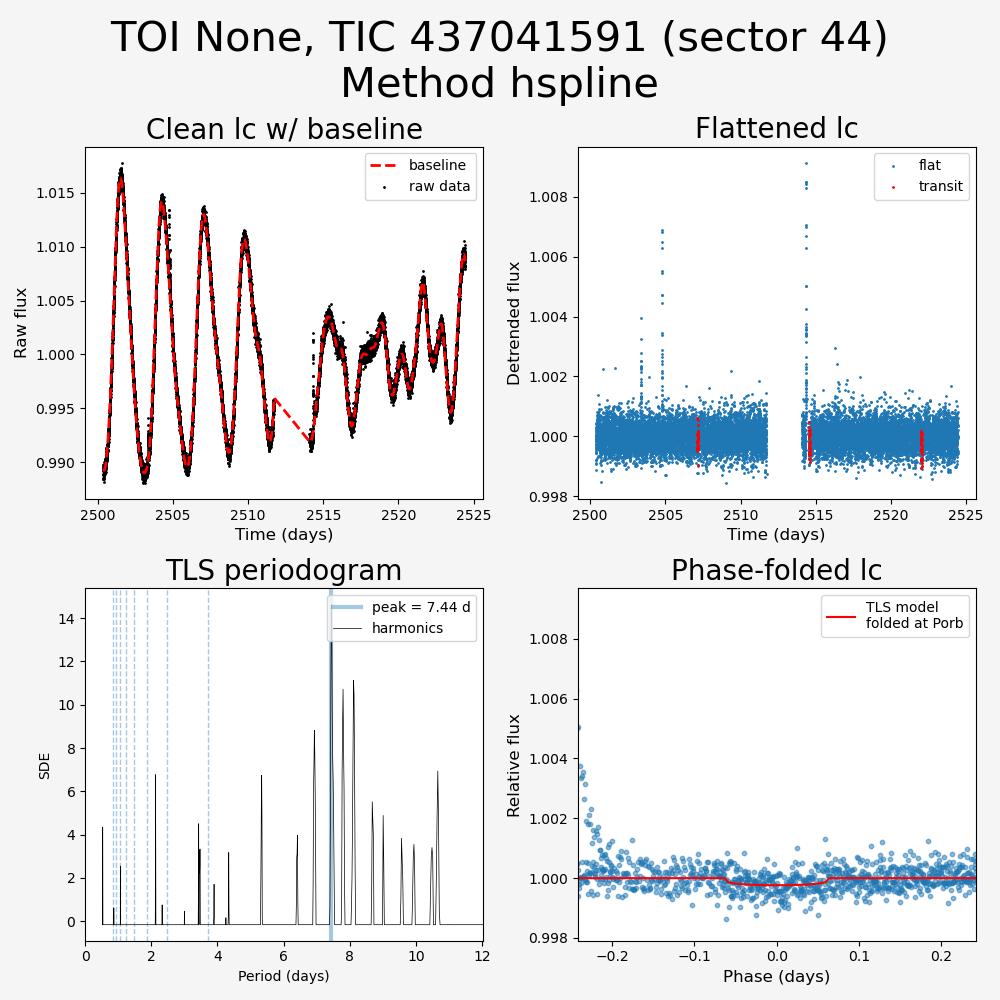 TOI None, TIC 437041591 (sector 44)
Method hspline
Clean lc w/ baseline
Raw flux
1.015
1.010
1.005
1.000
0.995
0.990
baseline
raw data
2500
2505
2510
2515
2520
2525
Time (days)
Flattened lc
Detrended flux
1.008
1.006
1.004
1.002
1.000
0.998
flat
transit
2500
2505
2510
2515
2520
2525
Time (days)
TLS periodogram
SDE
14
12
10
8
6
4
2
0
peak = 7.44 d
harmonics
0
2
4
6
8
10
12
Period (days)
Phase-folded lc
Relative flux
1.008
1.006
1.004
1.002
1.000
0.998
TLS model
folded at Porb
−0.2
−0.1
0.0
0.1
0.2
Phase (days)